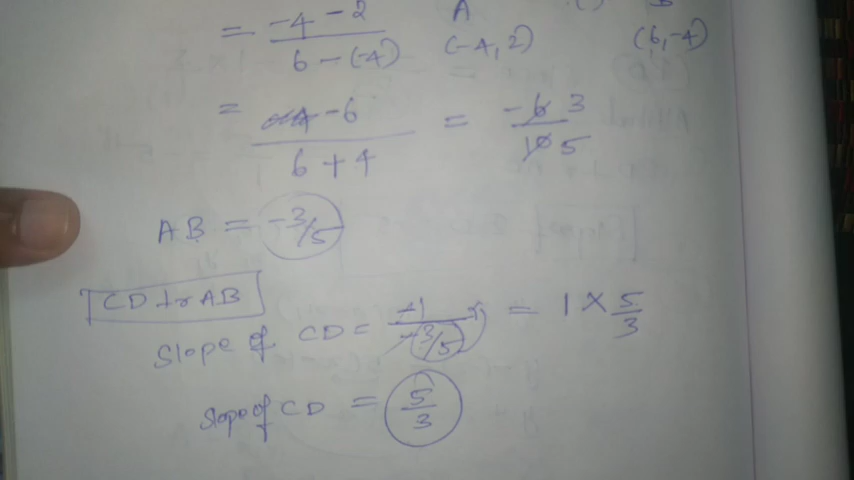 = -4 - 2 / 6 - (-4) A (-4, 2) (6, -4)
= -6 / 6 + 4 = -6 3 / 10 5
AB = -3/5
CD ⊥r AB
Slope of CD = -1 / -3/5 = 1 × 5/3
Slope of CD = 5/3